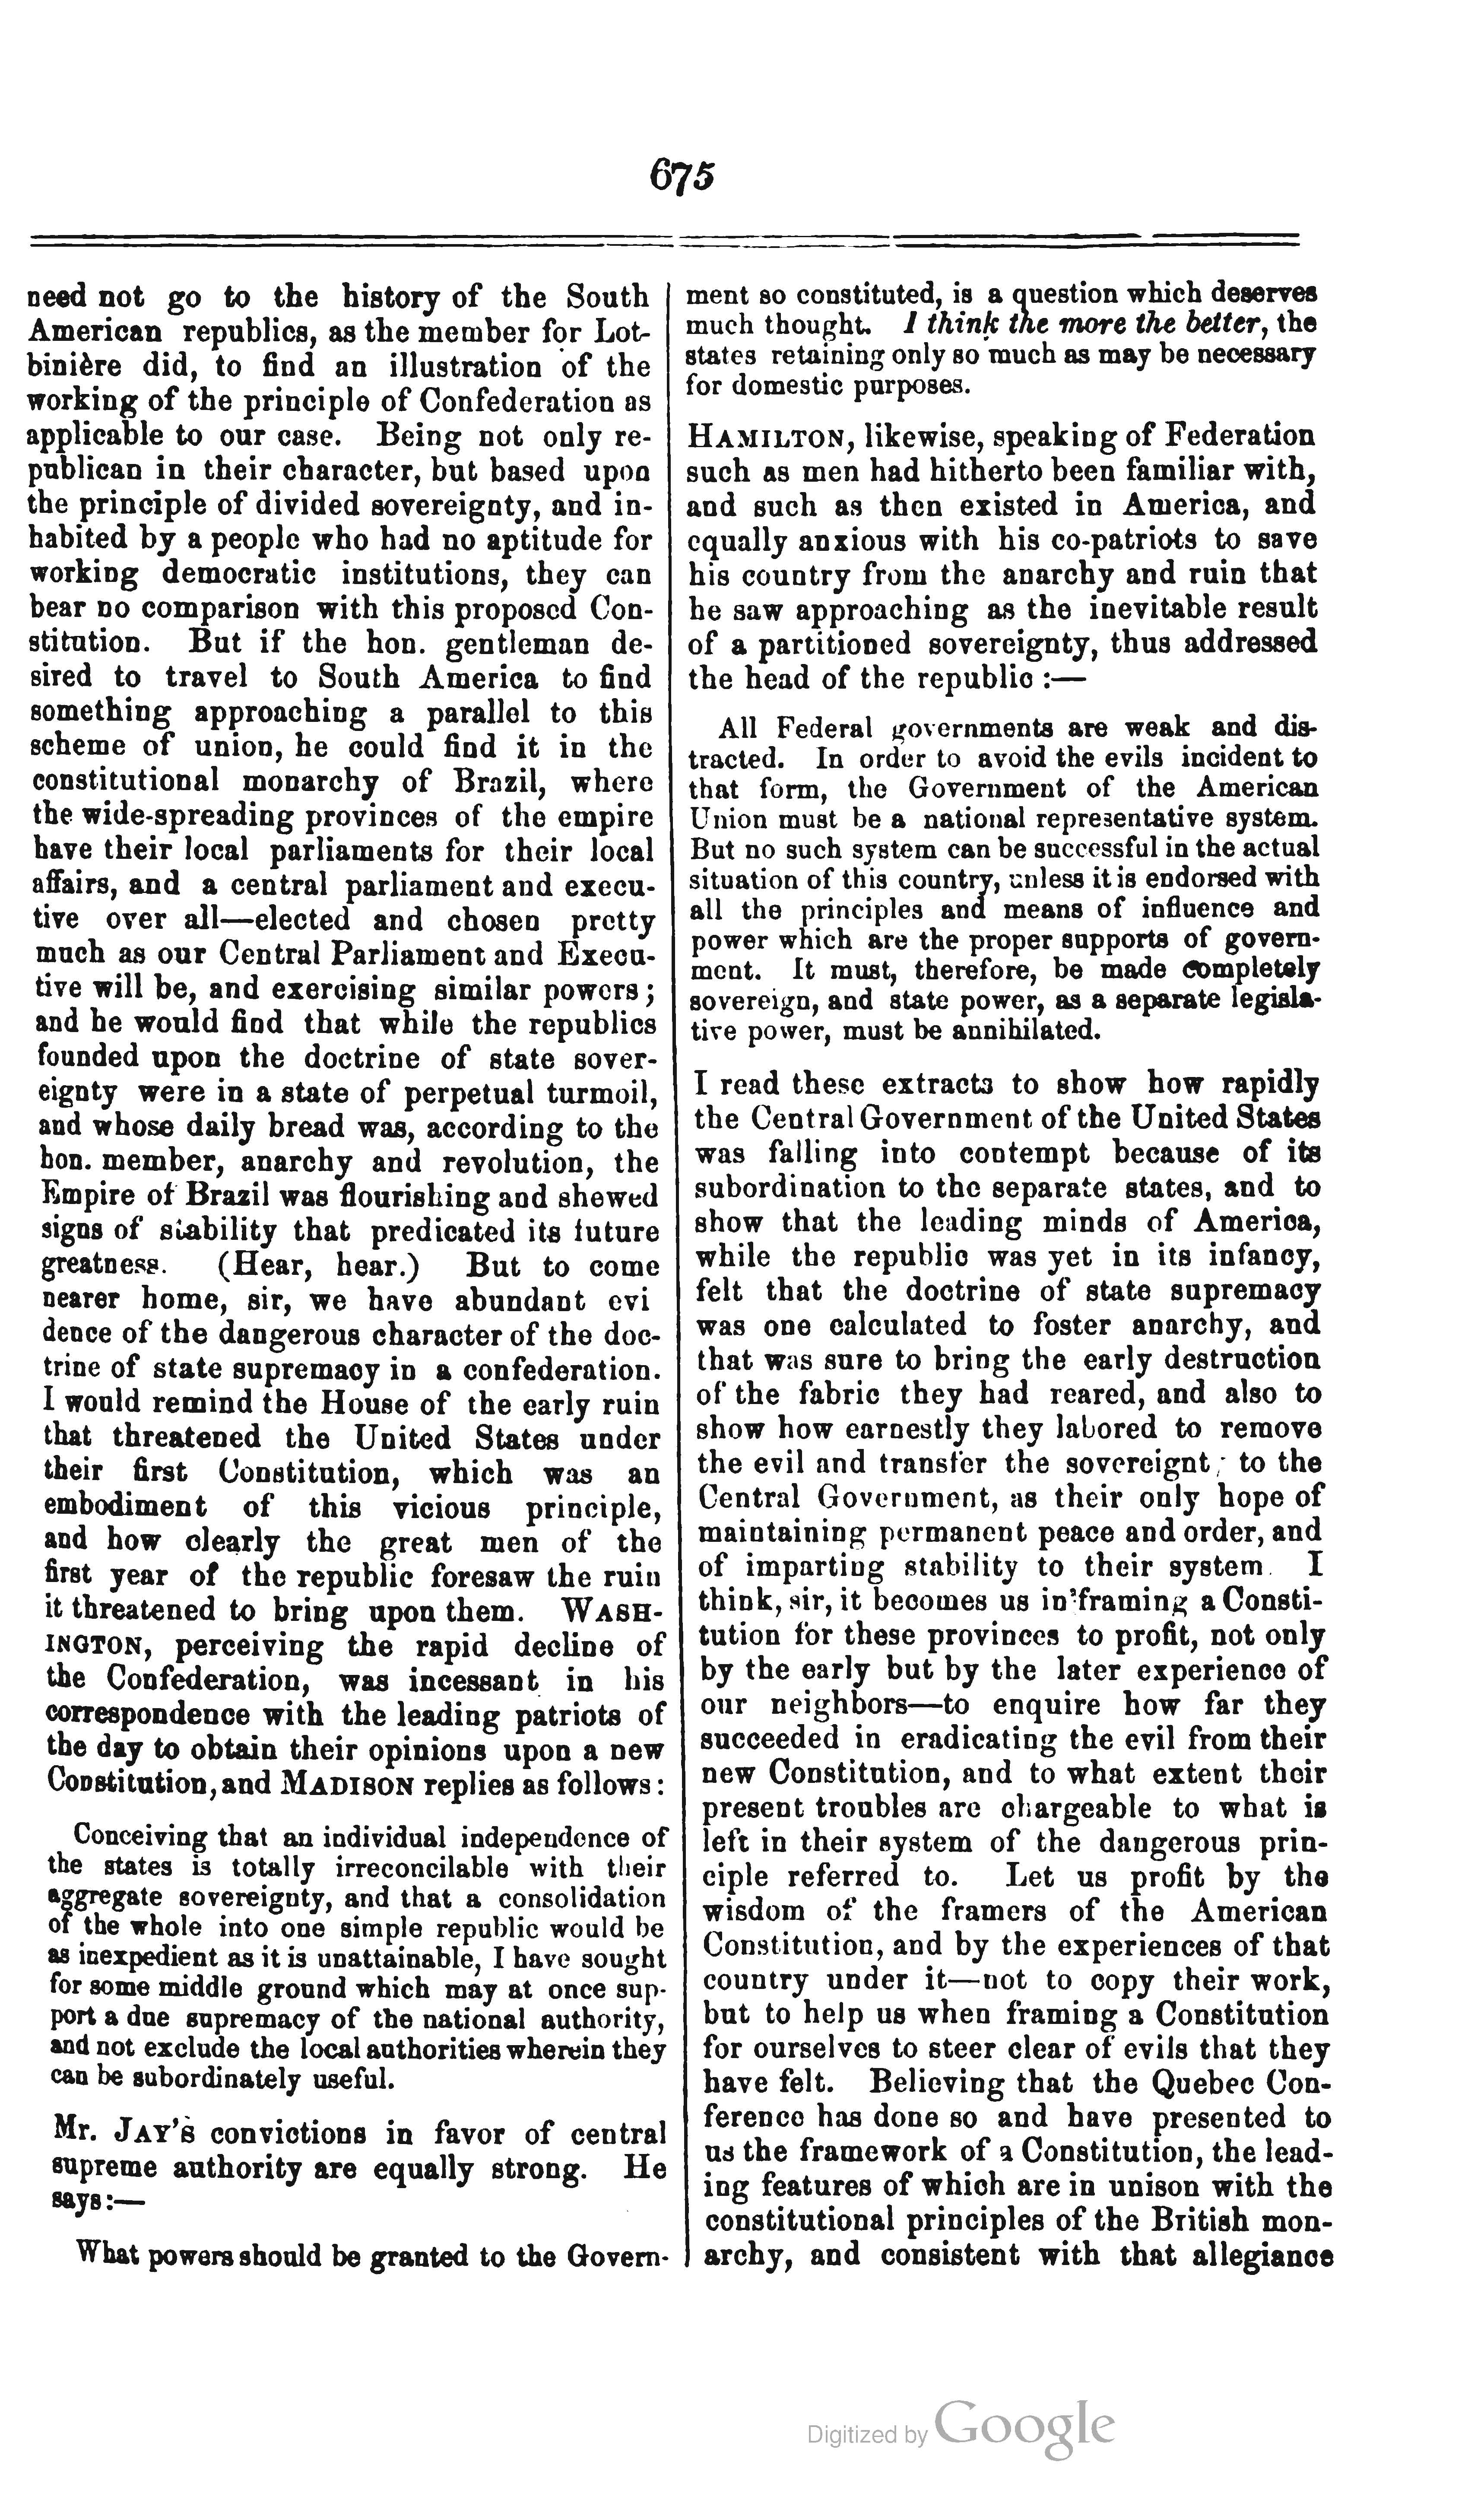 675
need not go to the history of the South
American republics, as the member for Lot-
binière did, to find an illustration of the
working of the principle of Confederation as
applicable to our case. Being not only re-
publican in their character, but based upon
the principle of divided sovereignty, and in-
habited by a people who had no aptitude for
working democratic institutions, they can
bear no comparison with this proposed Con-
stitution. But if the hon. gentleman de-
sired to travel to South America to find
something approaching a parallel to this
scheme of union, he could find it in the
constitutional monarchy of Brazil, where
the wide-spreading provinces of the empire
have their local parliaments for their local
affairs, and a central parliament and execu-
tive over all—elected and chosen pretty
much as our Central Parliament and Execu-
tive will be, and exercising similar powers;
and he would find that while the republics
founded upon the doctrine of state sover-
eignty were in a state of perpetual turmoil,
and whose daily bread was, according to the
hon. member, anarchy and revolution, the
Empire of Brazil was flourishing and shewed
signs of stability that predicated its future
greatness. (Hear, hear.) But to come
nearer home, sir, we have abundant evi
dence of the dangerous character of the doc-
trine of state supremacy in a confederation.
I would remind the House of the early ruin
that threatened the United States under
their first Constitution, which was an
embodiment of this vicious principle,
and how clearly the great men of the
first year of the republic foresaw the ruin
it threatened to bring upon them. WASH-
INGTON, perceiving the rapid decline of
the Confederation, was incessant in his
correspondence with the leading patriots of
the day to obtain their opinions upon a new
Constitution, and MADISON replies as follows:
Conceiving that an individual independence of
the states is totally irreconcilable with their
aggregate sovereignty, and that a consolidation
of the whole into one simple republic would be
as inexpedient as it is unattainable, I have sought
for some middle ground which may at once sup-
port a due supremacy of the national authority,
and not exclude the local authorities wherein they
can be subordinately useful.
Mr. JAY'S convictions in favor of central
supreme authority are equally strong. He
says:—
What powers should be granted to the Govern-
ment so constituted, is a question which deserves
much thought. I think the more the better, the
states retaining only so much as may be necessary
for domestic purposes.
HAMILTON, likewise, speaking of Federation
such as men had hitherto been familiar with,
and such as then existed in America, and
equally anxious with his co-patriots to save
his country from the anarchy and ruin that
he saw approaching as the inevitable result
of a partitioned sovereignty, thus addressed
the head of the republic :—
All Federal governments are weak and dis-
tracted. In order to avoid the evils incident to
that form, the Government of the American
Union must be a national representative system.
But no such system can be successful in the actual
situation of this country, unless it is endorsed with
all the principles and means of influence and
power which are the proper supports of govern-
ment. It must, therefore, be made completely
sovereign, and state power, as a separate legisla-
tive power, must be annihilated.
I read these extracts to show how rapidly
the Central Government of the United States
was falling into contempt because of its
subordination to the separate states, and to
show that the leading minds of America,
while the republic was yet in its infancy,
felt that the doctrine of state supremacy
was one calculated to foster anarchy, and
that was sure to bring the early destruction
of the fabric they had reared, and also to
show how earnestly they labored to remove
the evil and transfer the sovereignty to the
Central Government, as their only hope of
maintaining permanent peace and order, and
of imparting stability to their system. I
think, sir, it becomes us in framing a Consti-
tution for these provinces to profit, not only
by the early but by the later experience of
our neighbors—to enquire how far they
succeeded in eradicating the evil from their
new Constitution, and to what extent their
present troubles are chargeable to what is
left in their system of the dangerous prin-
ciple referred to. Let us profit by the
wisdom of the framers of the American
Constitution, and by the experiences of that
country under it—not to copy their work,
but to help us when framing a Constitution
for ourselves to steer clear of evils that they
have felt. Believing that the Quebec Con-
ference has done so and have presented to
us the framework of a Constitution, the lead-
ing features of which are in unison with the
constitutional principles of the British mon-
archy, and consistent with that allegiance
Digitized by Google